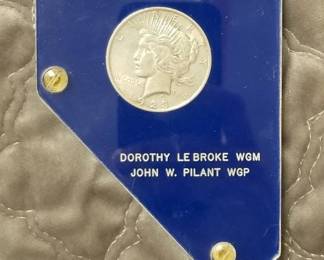 DOROTHY LE BROKE WGM
JOHN W. PILANT WGP